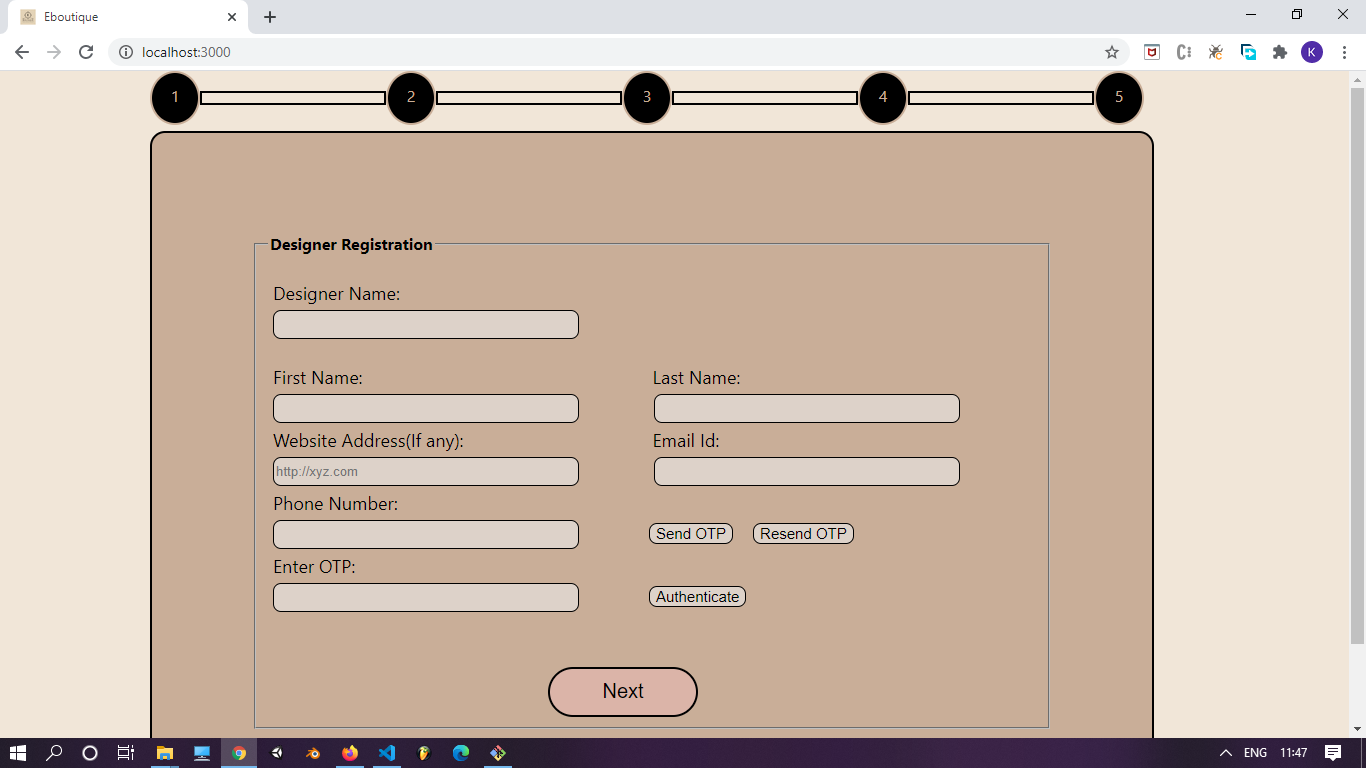 Eboutique
localhost:3000
K
1 2 3 4 5
Designer Registration
Designer Name:
First Name: Last Name:
Website Address(If any): Email Id:
http://xyz.com
Phone Number:
Send OTP Resend OTP
Enter OTP:
Authenticate
Next
ENG 11:47